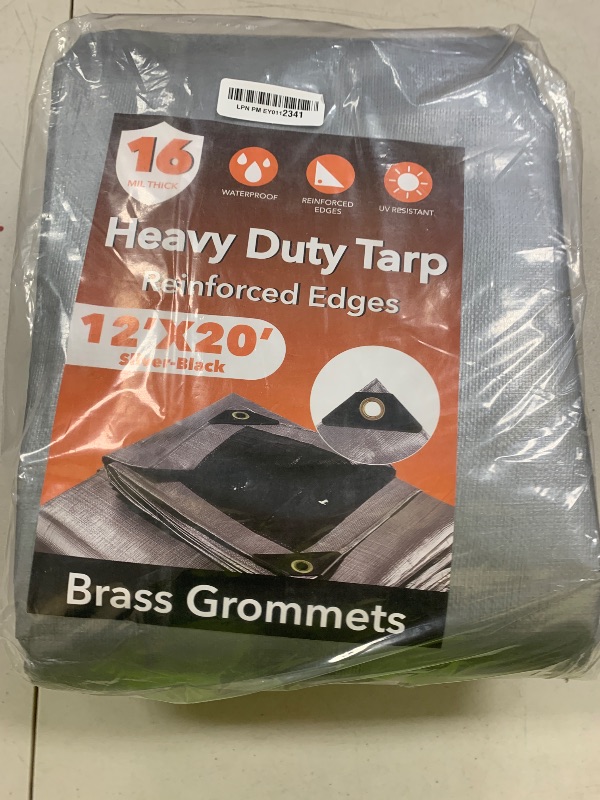 LPN PM EY0112341
16
MIL THICK
WATERPROOF
REINFORCED
EDGES
UV RESISTANT
Heavy Duty Tarp
Reinforced Edges
12'X20'
Silver-Black
Brass Grommets